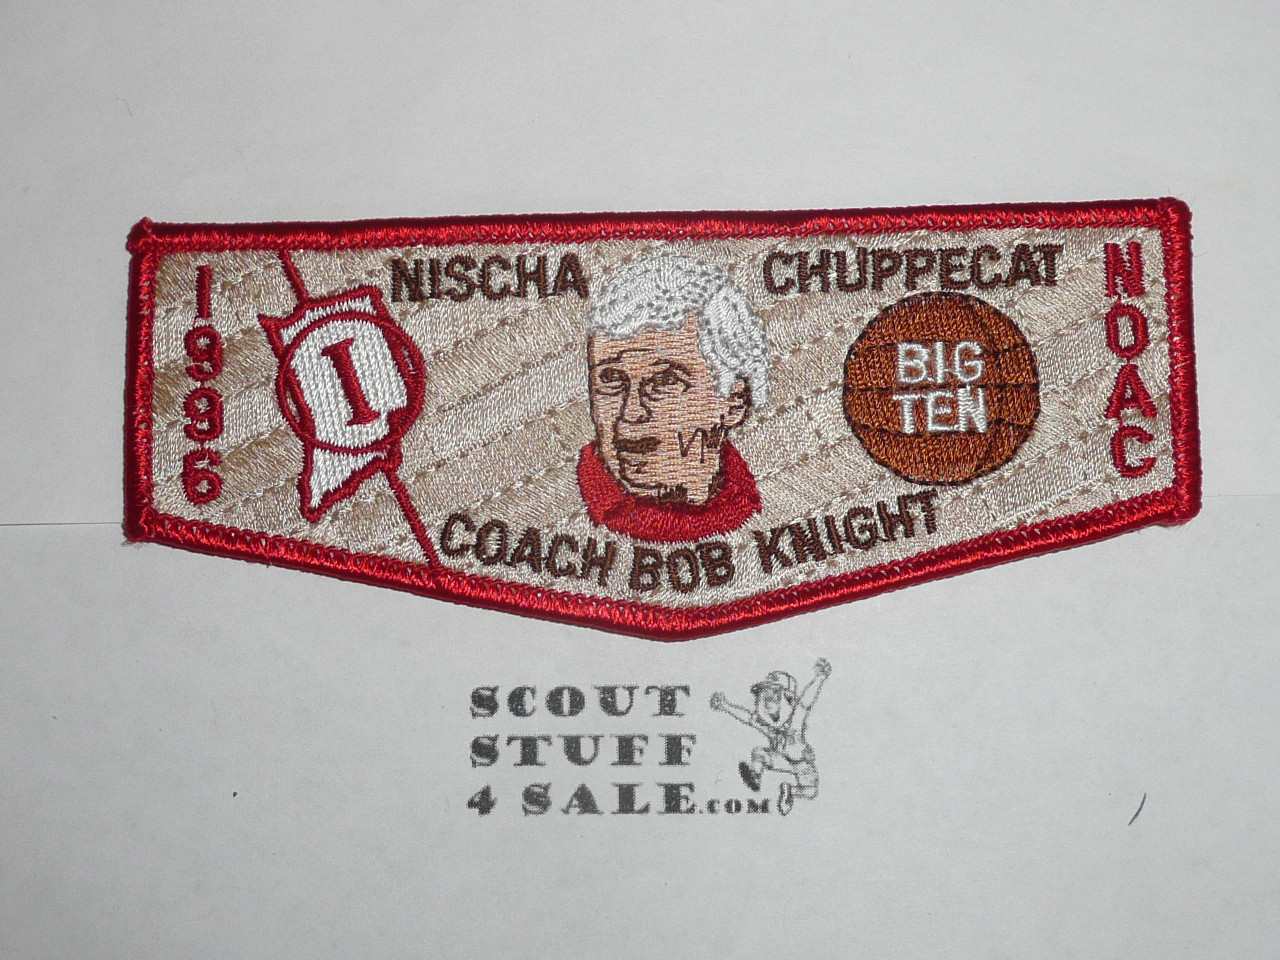 1996
NISCHA CHUPPECAT
NOAC
I
BIG
TEN
COACH BOB KNIGHT
SCOUT
STUFF
4 SALE.COM